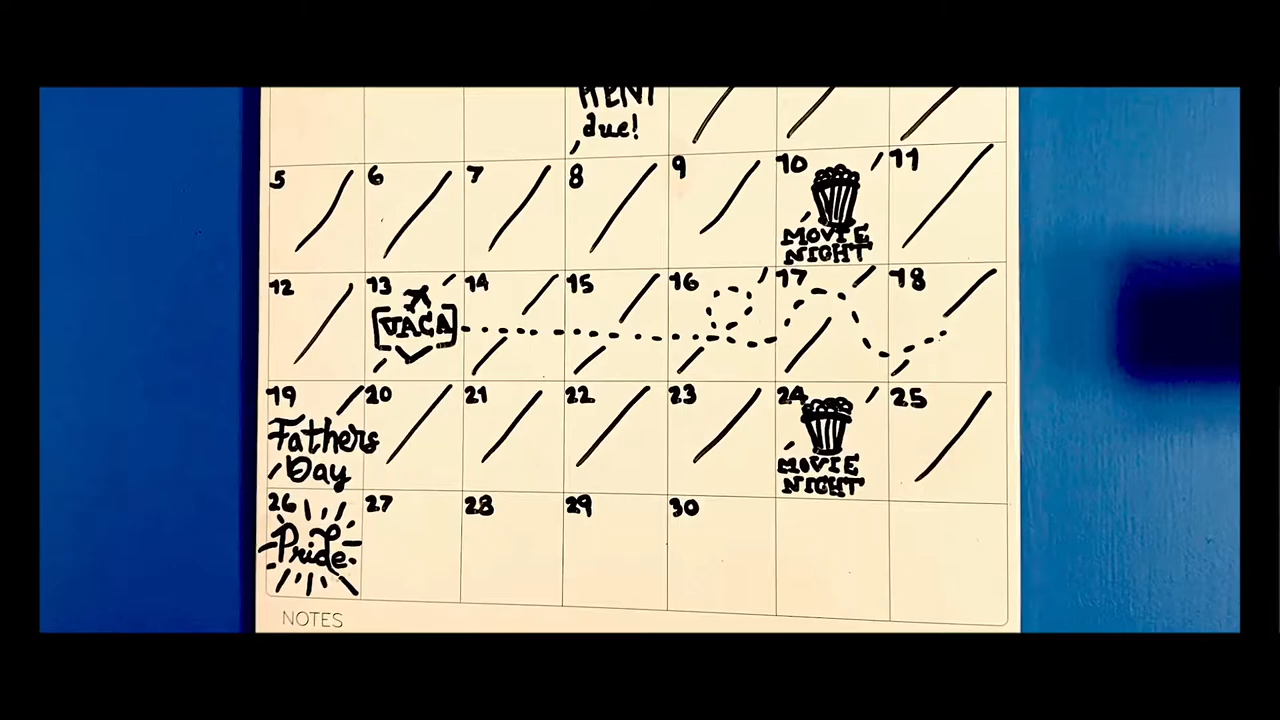 RENT
due!
5 6 7 8 9 10 11
MOVIE
NIGHT
12 13 14 15 16 17 18
VACA
19 20 21 22 23 24 25
Fathers
Day
MOVIE
NIGHT
26 27 28 29 30
Pride
NOTES